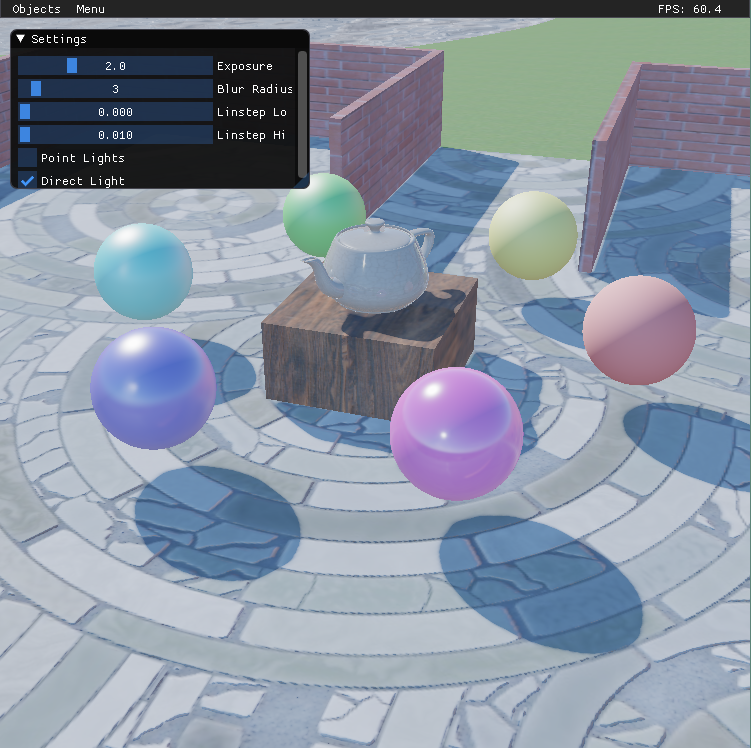 Objects Menu FPS: 60.4
Settings
2.0 Exposure
3 Blur Radius
0.000 Linstep Lo
0.010 Linstep Hi
Point Lights
Direct Light